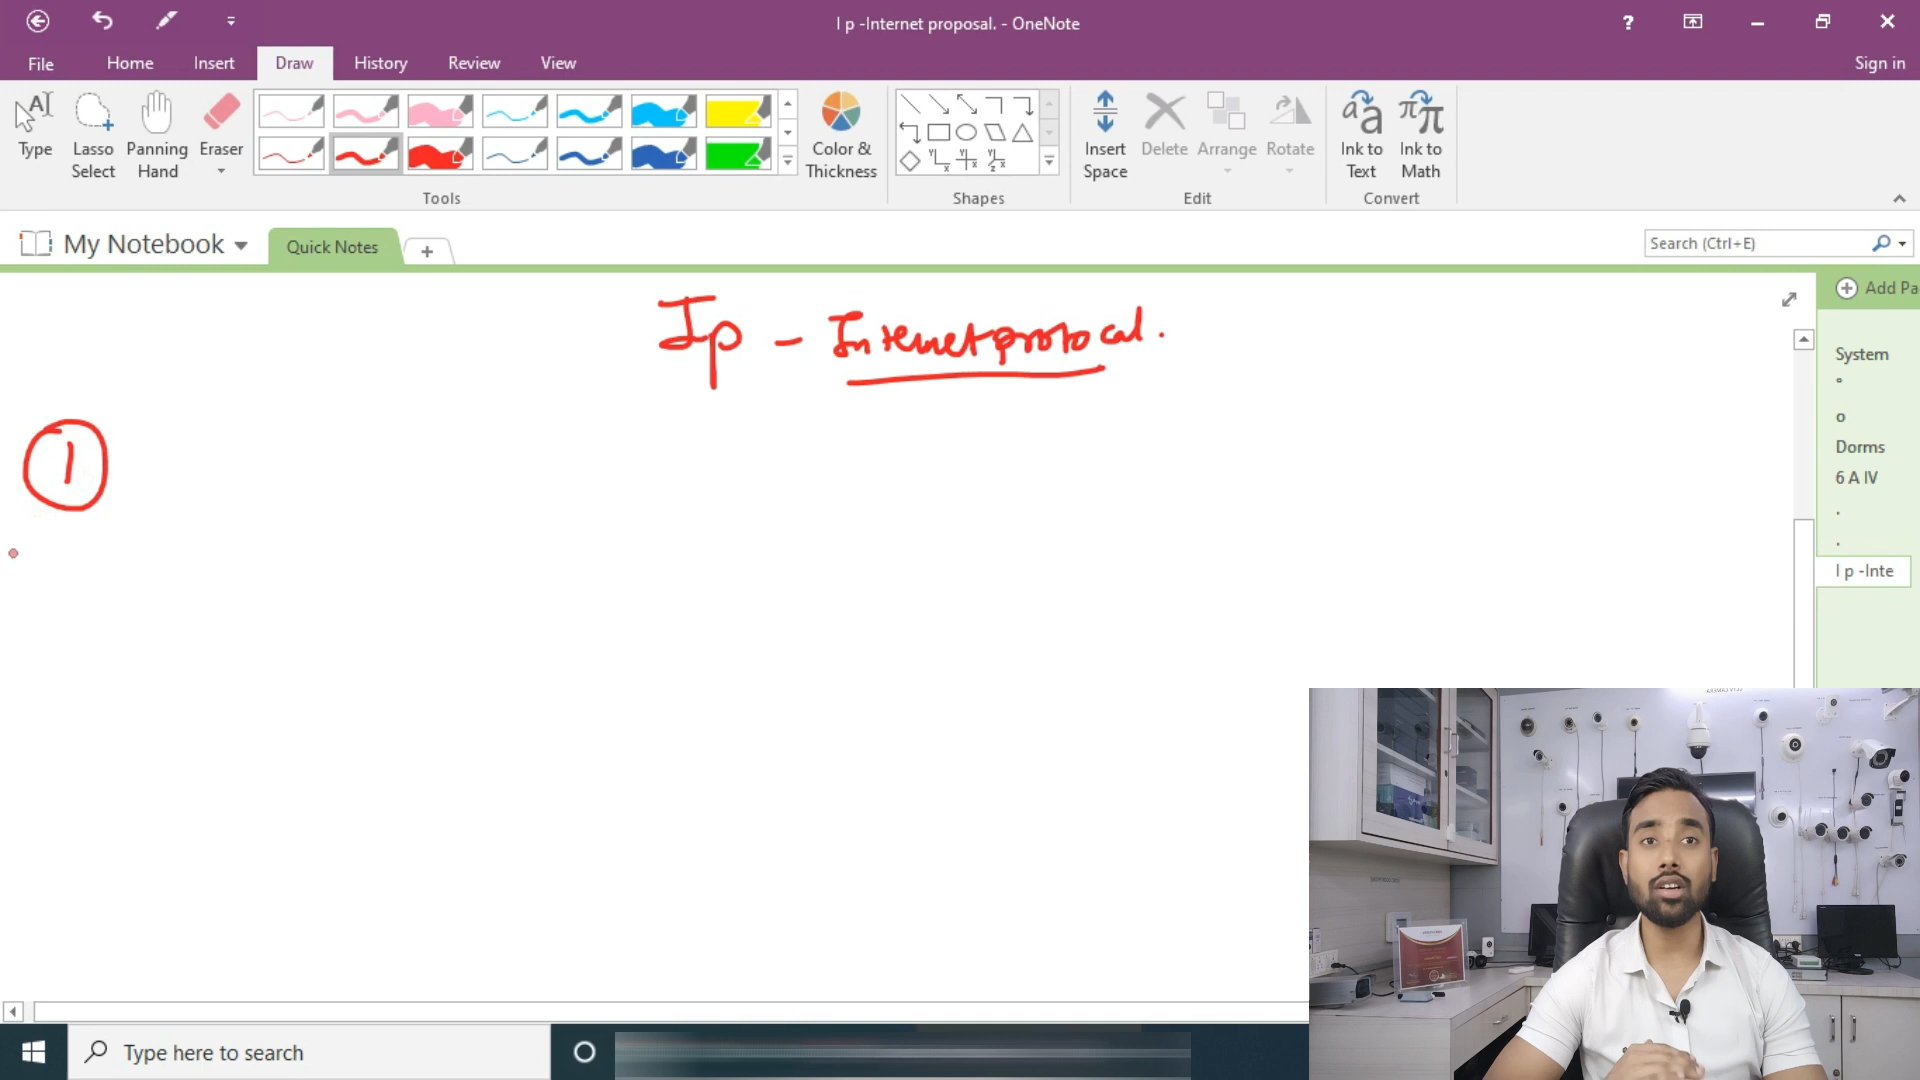 I p -Internet proposal. - OneNote
File Home Insert Draw History Review View Sign in
Type
Lasso Select
Panning Hand
Eraser
Color & Thickness
Insert Space
Delete
Arrange
Rotate
Ink to Text
Ink to Math
Tools Shapes Edit Convert
My Notebook Quick Notes Search (Ctrl+E)
Add Pa
Ip - Internet protocal.
1
System
o
Dorms
6 A IV
.
.
I p -Inte
Type here to search